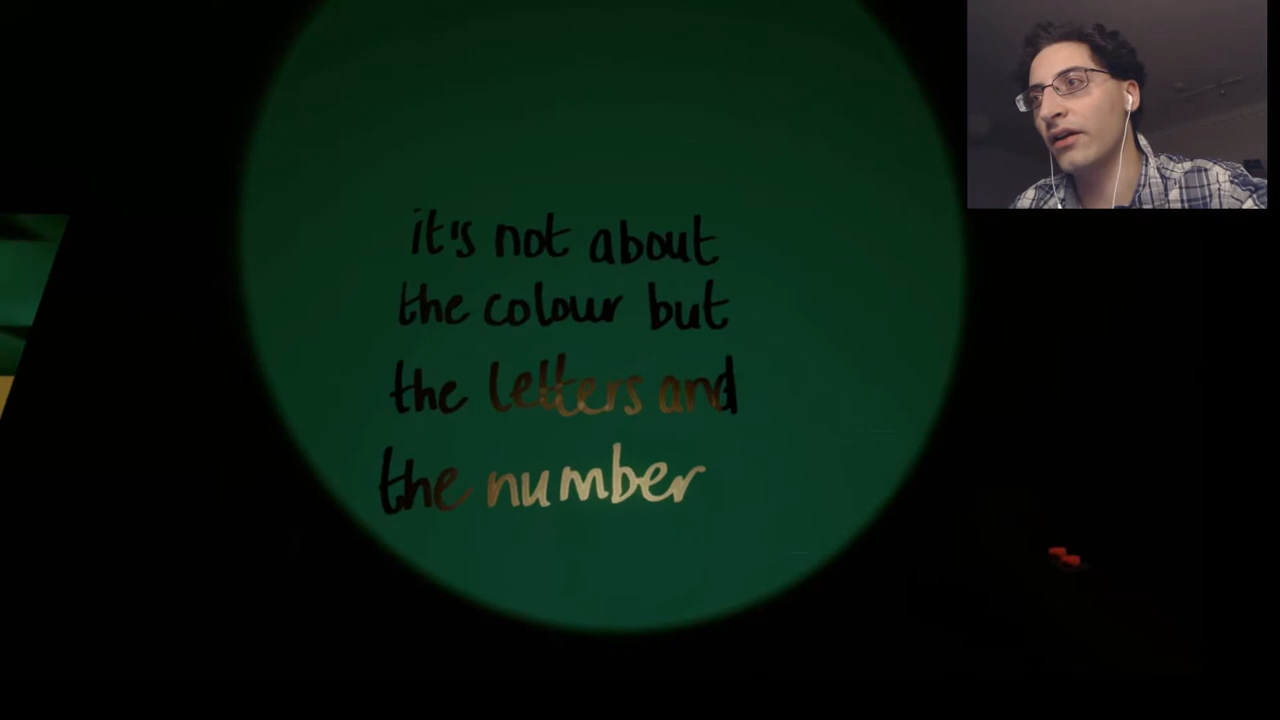 it's not about
the colour but
the letters and
the number